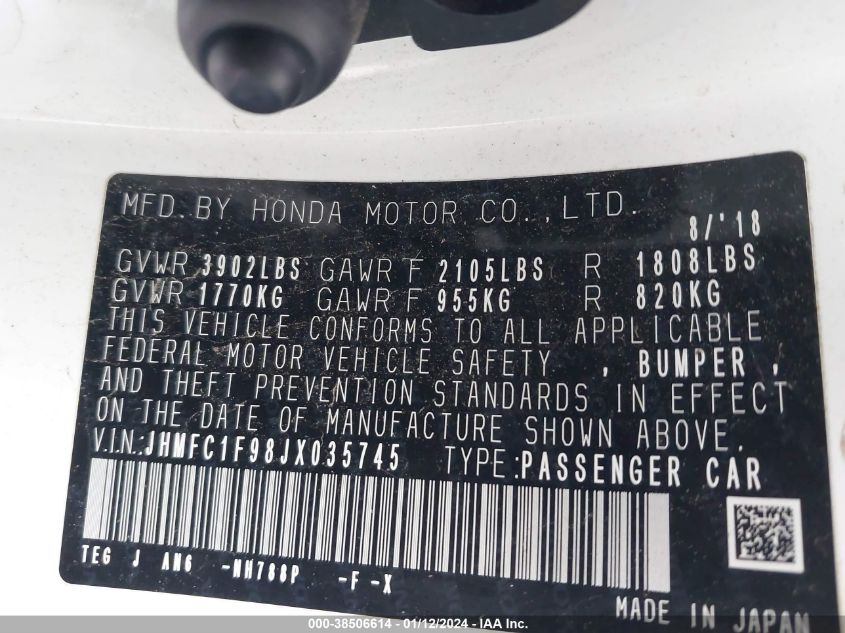 MFD.BY HONDA MOTOR CO.,LTD. 8/'18
GVWR 3902LBS GAWR F 2105LBS R 1808LBS
GVWR 1770KG GAWR F 955KG R 820KG
THIS VEHICLE CONFORMS TO ALL APPLICABLE
FEDERAL MOTOR VEHICLE SAFETY , BUMPER ,
AND THEFT PREVENTION STANDARDS IN EFFECT
ON THE DATE OF MANUFACTURE SHOWN ABOVE.
V.I.N.:JHMFC1F98JX035745 TYPE:PASSENGER CAR
TEG J AN6 -NH788P -F -X
MADE IN JAPAN
000-38506614 - 01/12/2024 - IAA Inc.